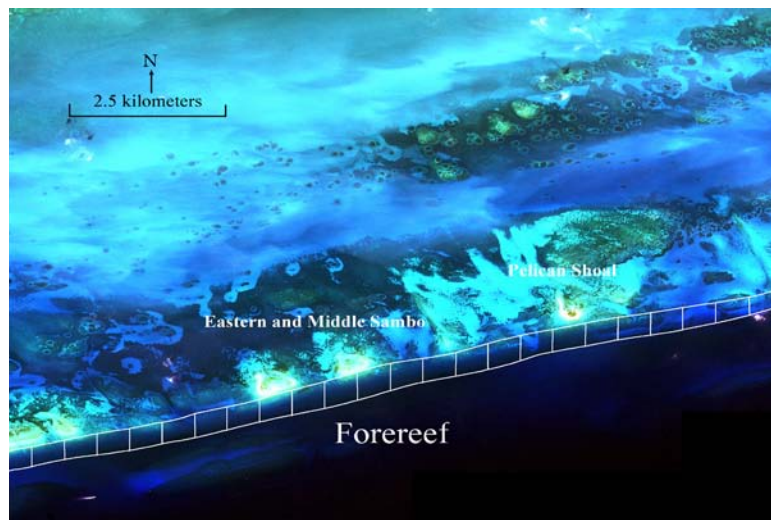 N
2.5 kilometers
Pelican Shoal
Eastern and Middle Sambo
Forereef